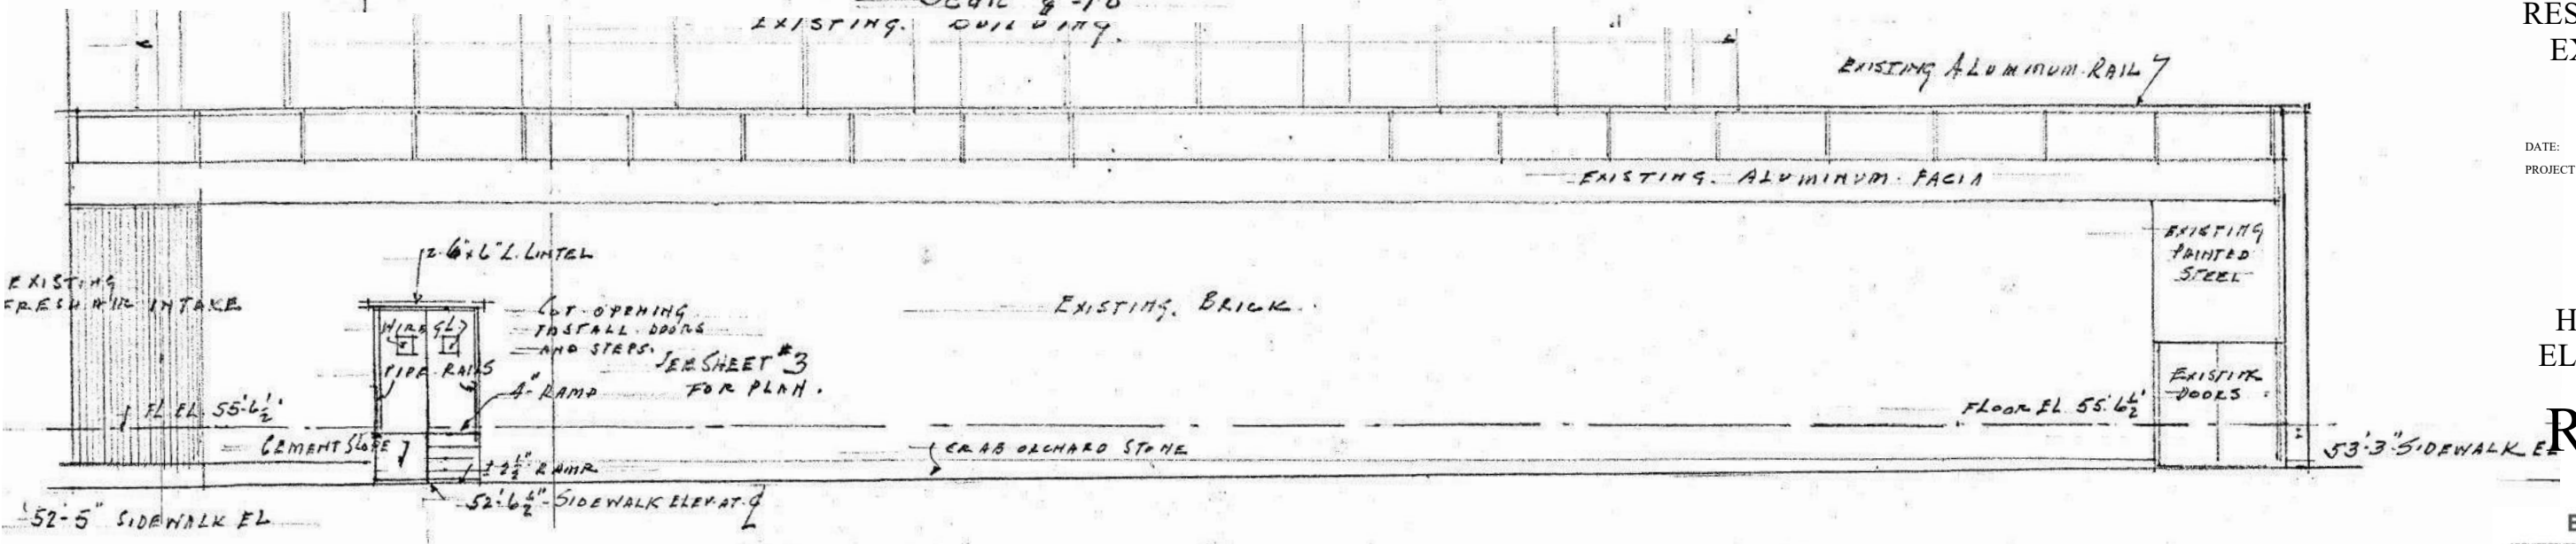 EXISTING. BUILDING.
EXISTING ALUMINUM RAIL
EXISTING. ALUMINUM. FACIA
2-6"x6" L. LINTEL
EXISTING
FRESH AIR INTAKE
CUT OPENING
INSTALL DOORS
AND STEPS.
SEE SHEET #3
FOR PLAN.
WIRE GL
PIPE RAILS
4" RAMP
EXISTING. BRICK.
EXISTING
PAINTED
STEEL
EXISTING
DOORS
FL EL 55'-6½"
FLOOR EL 55'-6½"
CEMENT SLOPE
CRAB ORCHARD STONE
2½" RAMP
52'-6½" SIDEWALK ELEV AT ℄
52'-5" SIDEWALK EL
53'-3" SIDEWALK EL
RES
EX
DATE:
PROJECT
H
EL
R